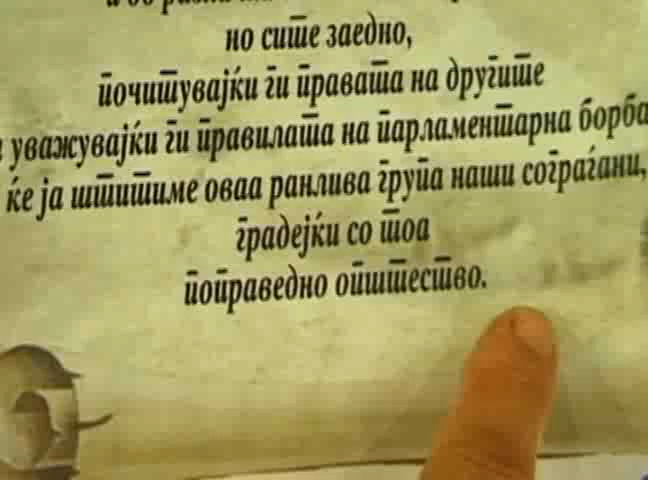 но сите заедно,
почитувајќи ги правата на другите
уважувајќи ги правилата на парламентарна борба
ќе ја штитиме оваа ранлива група наши сограѓани,
градејќи со тоа
поправедно општество.